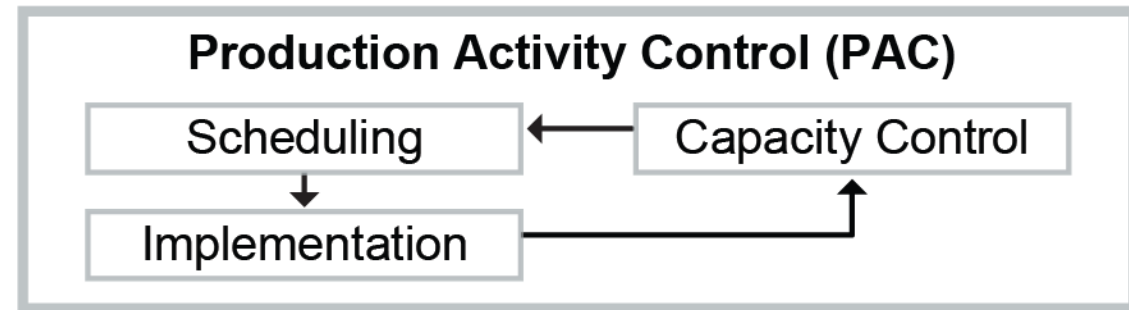 Production Activity Control (PAC)
Scheduling
Capacity Control
Implementation